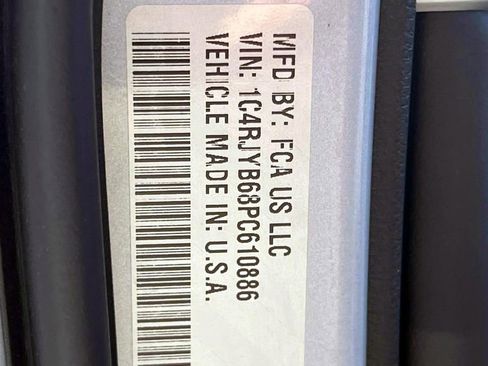 MFD BY: FCA US LLC
VIN: 1C4RJYB68PC610886
VEHICLE MADE IN: U.S.A.